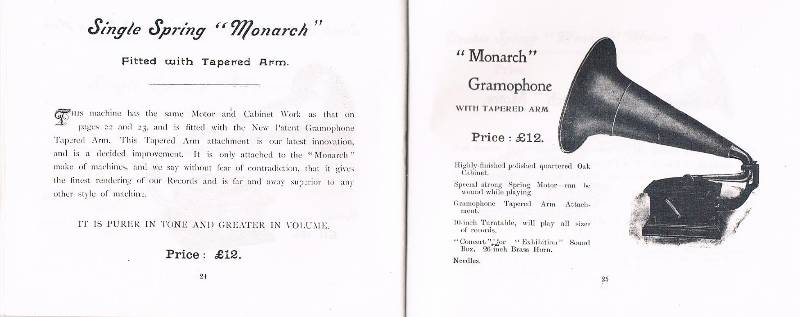 Single Spring "Monarch"
Fitted with Tapered Arm.
THIS machine has the same Motor and Cabinet Work as that on
pages 22 and 23, and is fitted with the New Patent Gramophone
Tapered Arm. This Tapered Arm attachment is our latest innovation,
and is a decided improvement. It is only attached to the "Monarch"
make of machines, and we say without fear of contradiction, that it gives
the finest rendering of our Records and is far and away superior to any
other style of machine.
IT IS PURER IN TONE AND GREATER IN VOLUME.
Price: £12.
24
"Monarch"
Gramophone
WITH TAPERED ARM
Price: £12.
Highly-finished polished quartered Oak
Cabinet.
Special strong Spring Motor—can be
wound while playing.
Gramophone Tapered Arm Attach-
ment.
10-inch Turntable, will play all sizes
of records.
"Concert" or "Exhibition" Sound
Box. 26-inch Brass Horn.
Needles.
25